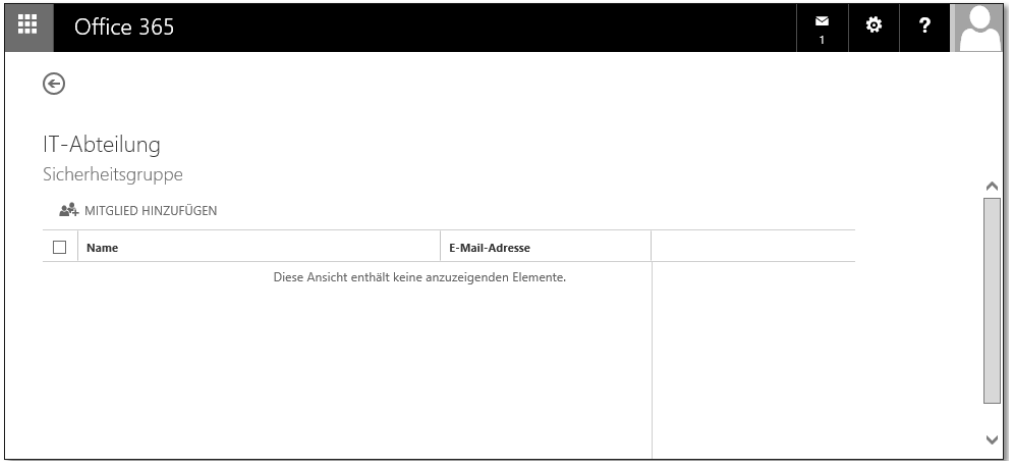 Office 365
1
?
IT-Abteilung
Sicherheitsgruppe
MITGLIED HINZUFÜGEN
Name E-Mail-Adresse
Diese Ansicht enthält keine anzuzeigenden Elemente.